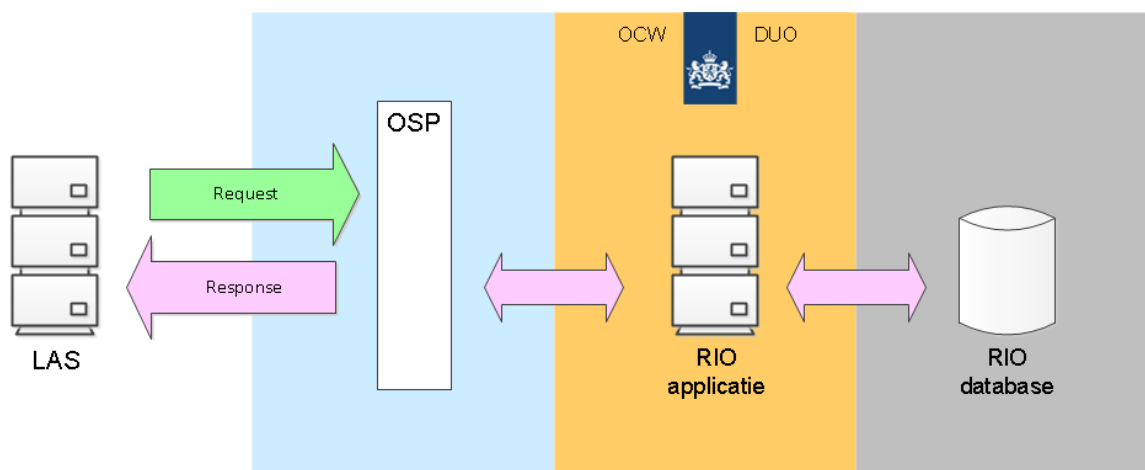 OCW
DUO
OSP
Request
Response
LAS
RIO
applicatie
RIO
database